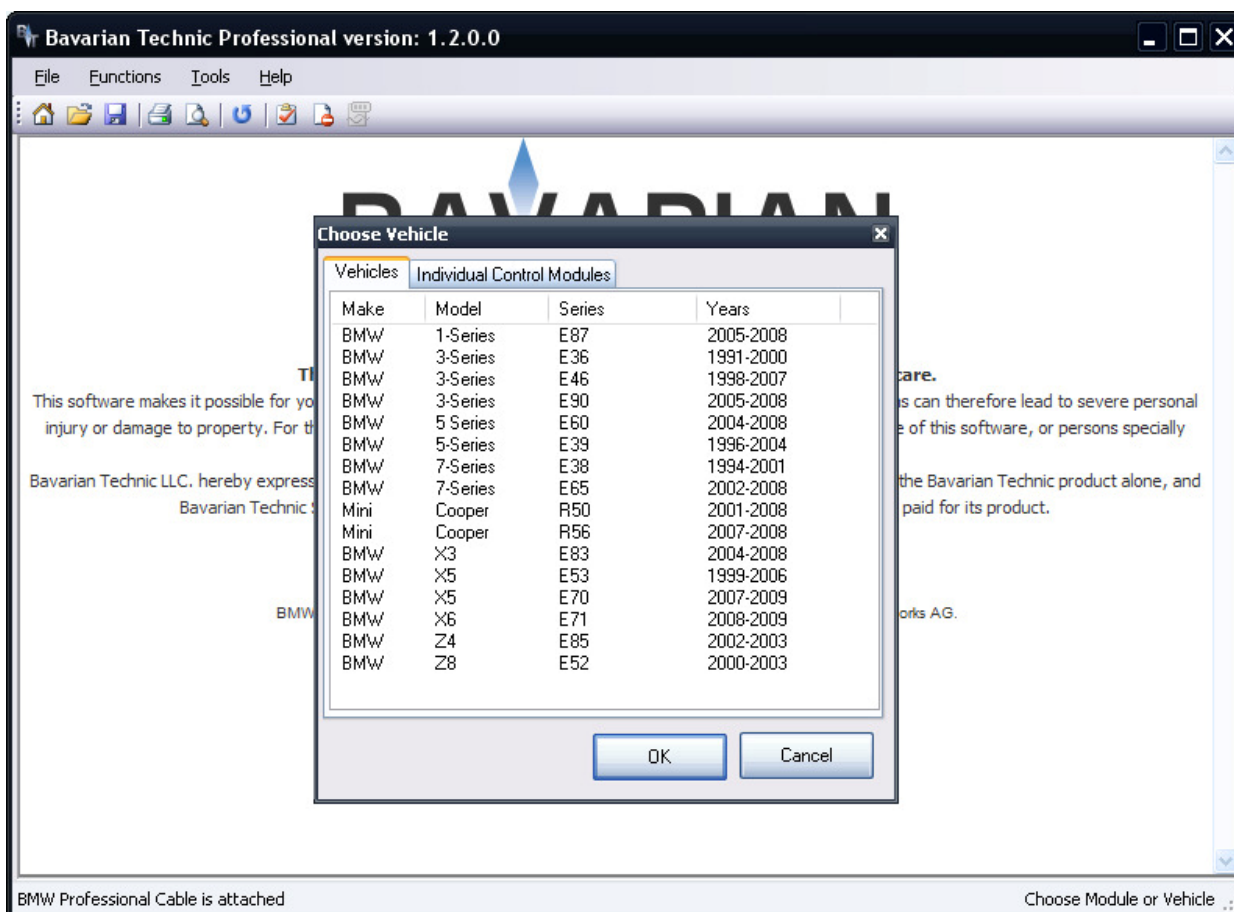 Bavarian Technic Professional version: 1.2.0.0
File Functions Tools Help
BAVARIAN
Choose Vehicle
Vehicles Individual Control Modules
Make Model Series Years
BMW 1-Series E87 2005-2008
BMW 3-Series E36 1991-2000
BMW 3-Series E46 1998-2007
BMW 3-Series E90 2005-2008
BMW 5 Series E60 2004-2008
BMW 5-Series E39 1996-2004
BMW 7-Series E38 1994-2001
BMW 7-Series E65 2002-2008
Mini Cooper R50 2001-2008
Mini Cooper R56 2007-2008
BMW X3 E83 2004-2008
BMW X5 E53 1999-2006
BMW X5 E70 2007-2009
BMW X6 E71 2008-2009
BMW Z4 E85 2002-2003
BMW Z8 E52 2000-2003
OK Cancel
care.
This software makes it possible for can therefore lead to severe personal
injury or damage to property. For of this software, or persons specially
Bavarian Technic LLC. hereby the Bavarian Technic product alone, and
Bavarian Technic paid for its product.
BMW AG.
BMW Professional Cable is attached
Choose Module or Vehicle